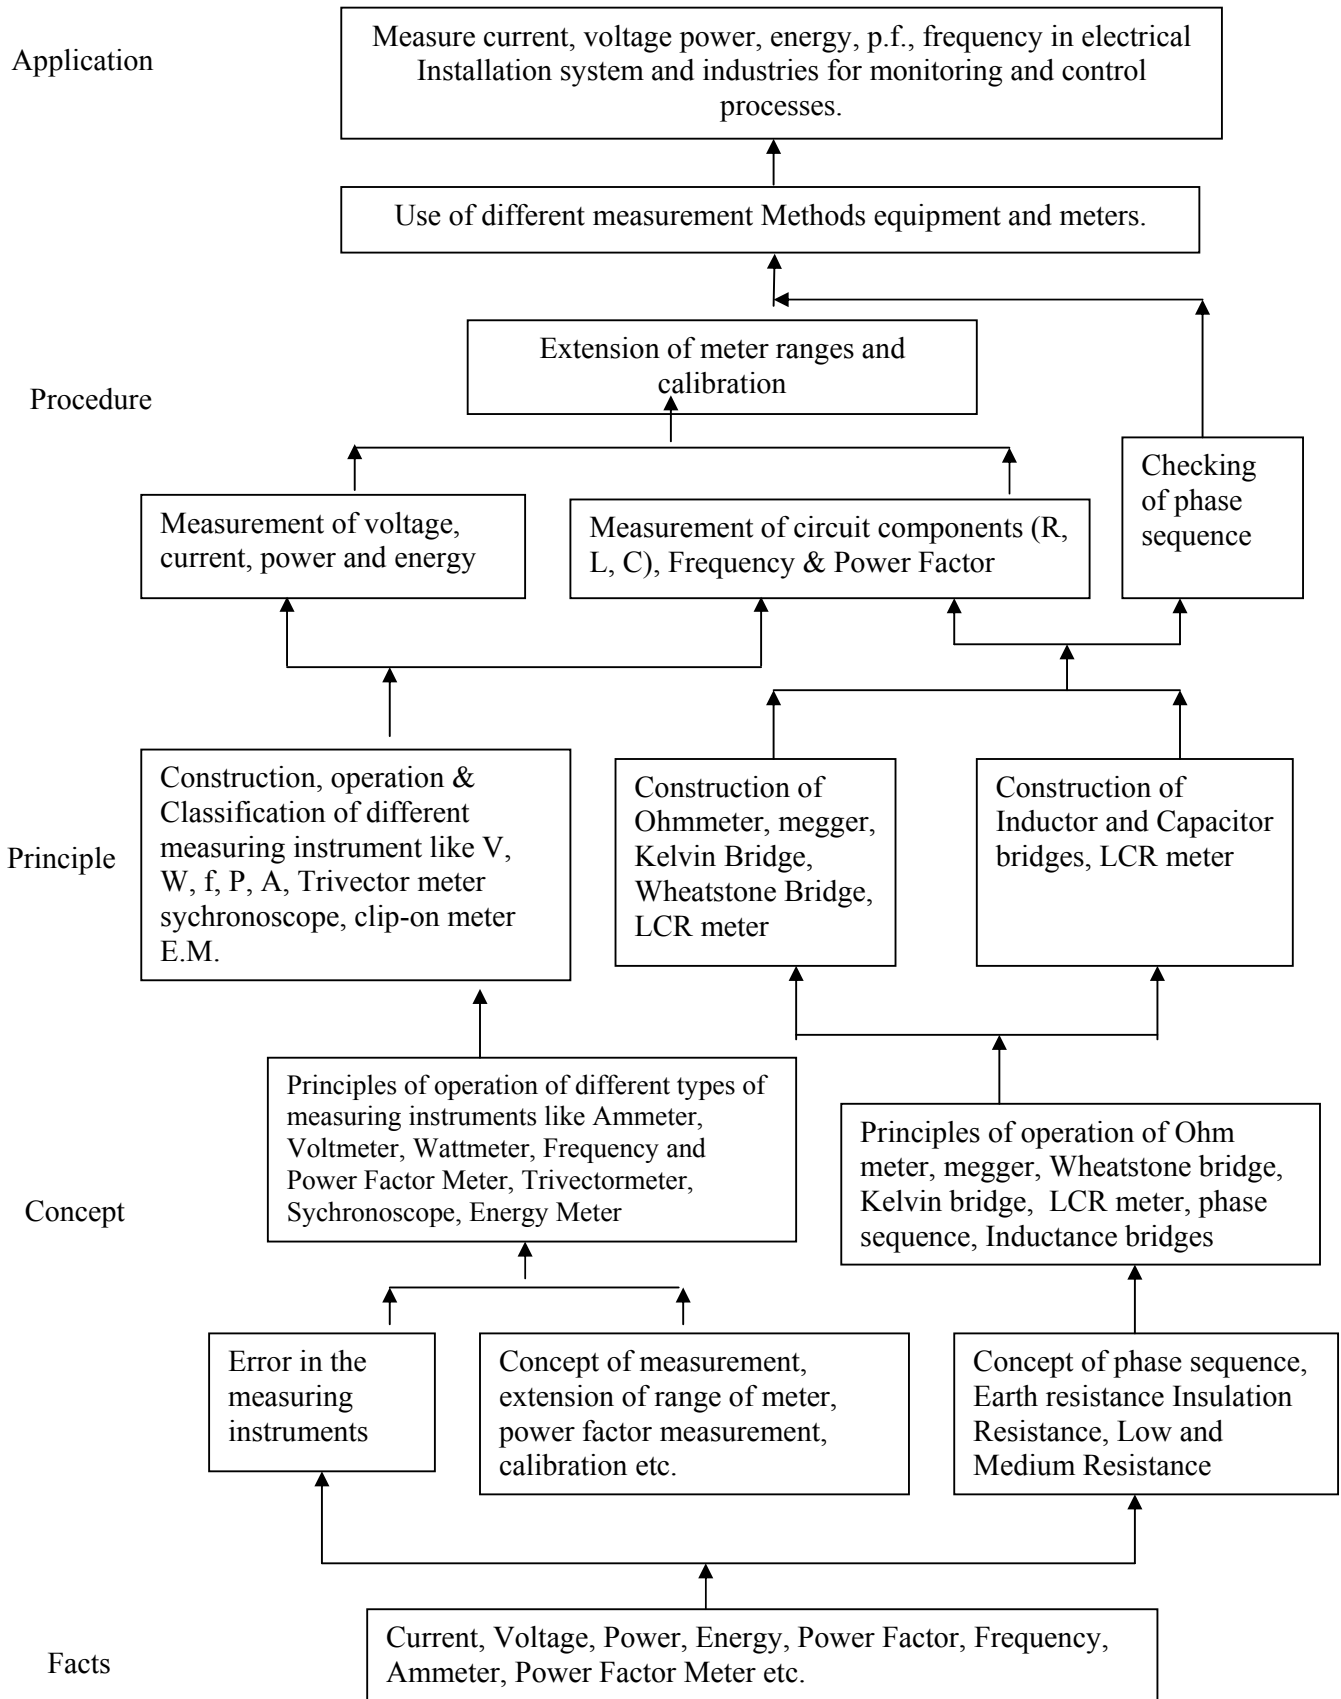 Application
Measure current, voltage power, energy, p.f., frequency in electrical
Installation system and industries for monitoring and control
processes.
Use of different measurement Methods equipment and meters.
Procedure
Extension of meter ranges and
calibration
Measurement of voltage,
current, power and energy
Measurement of circuit components (R,
L, C), Frequency & Power Factor
Checking
of phase
sequence
Principle
Construction, operation &
Classification of different
measuring instrument like V,
W, f, P, A, Trivector meter
sychronoscope, clip-on meter
E.M.
Construction of
Ohmmeter, megger,
Kelvin Bridge,
Wheatstone Bridge,
LCR meter
Construction of
Inductor and Capacitor
bridges, LCR meter
Concept
Principles of operation of different types of
measuring instruments like Ammeter,
Voltmeter, Wattmeter, Frequency and
Power Factor Meter, Trivectormeter,
Sychronoscope, Energy Meter
Principles of operation of Ohm
meter, megger, Wheatstone bridge,
Kelvin bridge,  LCR meter, phase
sequence, Inductance bridges
Error in the
measuring
instruments
Concept of measurement,
extension of range of meter,
power factor measurement,
calibration etc.
Concept of phase sequence,
Earth resistance Insulation
Resistance, Low and
Medium Resistance
Facts
Current, Voltage, Power, Energy, Power Factor, Frequency,
Ammeter, Power Factor Meter etc.